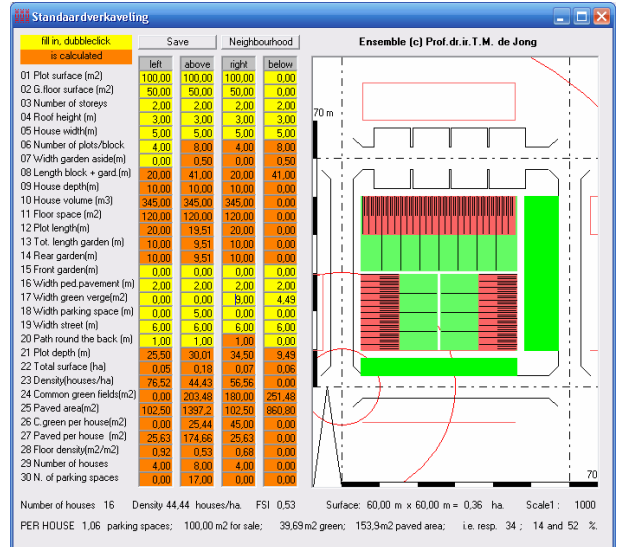 Standaardverkaveling
fill in, dubbleclick Save Neighbourhood Ensemble (c) Prof.dr.ir.T.M. de Jong
is calculated left above right below
01 Plot surface (m2) 100,00 100,00 100,00 0,00
02 G.floor surface (m2) 50,00 50,00 50,00 0,00
03 Number of storeys 2,00 2,00 2,00 2,00
04 Roof height (m) 3,00 3,00 3,00 3,00
05 House width(m) 5,00 5,00 5,00 5,00
06 Number of plots/block 4,00 8,00 4,00 8,00
07 Width garden aside(m) 0,00 0,50 0,00 0,50
08 Length block + gard.(m) 20,00 41,00 20,00 41,00
09 House depth(m) 10,00 10,00 10,00 0,00
10 House volume (m3) 345,00 345,00 345,00 0,00
11 Floor space (m2) 120,00 120,00 120,00 0,00
12 Plot length(m) 20,00 19,51 20,00 0,00
13 Tot. length garden (m) 10,00 9,51 10,00 0,00
14 Rear garden(m) 10,00 9,51 10,00 0,00
15 Front garden(m) 0,00 0,00 0,00 0,00
16 Width ped.pavement (m) 2,00 2,00 2,00 2,00
17 Width green verge(m2) 0,00 0,00 9,00 4,49
18 Width parking space (m) 0,00 5,00 0,00 0,00
19 Width street (m) 6,00 6,00 6,00 6,00
20 Path round the back (m) 1,00 1,00 1,00 0,00
21 Plot depth (m) 25,50 30,01 34,50 9,49
22 Total surface (ha) 0,05 0,18 0,07 0,06
23 Density(houses/ha) 76,52 44,43 56,56 0,00
24 Common green fields(m2) 0,00 203,48 180,00 251,48
25 Paved area(m2) 102,50 1397,2 102,50 860,80
26 C.green per house(m2) 0,00 25,44 45,00 0,00
27 Paved per house (m2) 25,63 174,66 25,63 0,00
28 Floor density(m2/m2) 0,92 0,53 0,68 0,00
29 Number of houses 4,00 8,00 4,00 0,00
30 N. of parking spaces 0,00 17,00 0,00 0,00
70 m
70
Number of houses 16 Density 44,44 houses/ha. FSI 0,53 Surface: 60,00 m x 60,00 m = 0,36 ha. Scale1 : 1000
PER HOUSE 1,06 parking spaces; 100,00 m2 for sale; 39,69 m2 green; 153,9m2 paved area; i.e. resp. 34 ; 14 and 52 %.